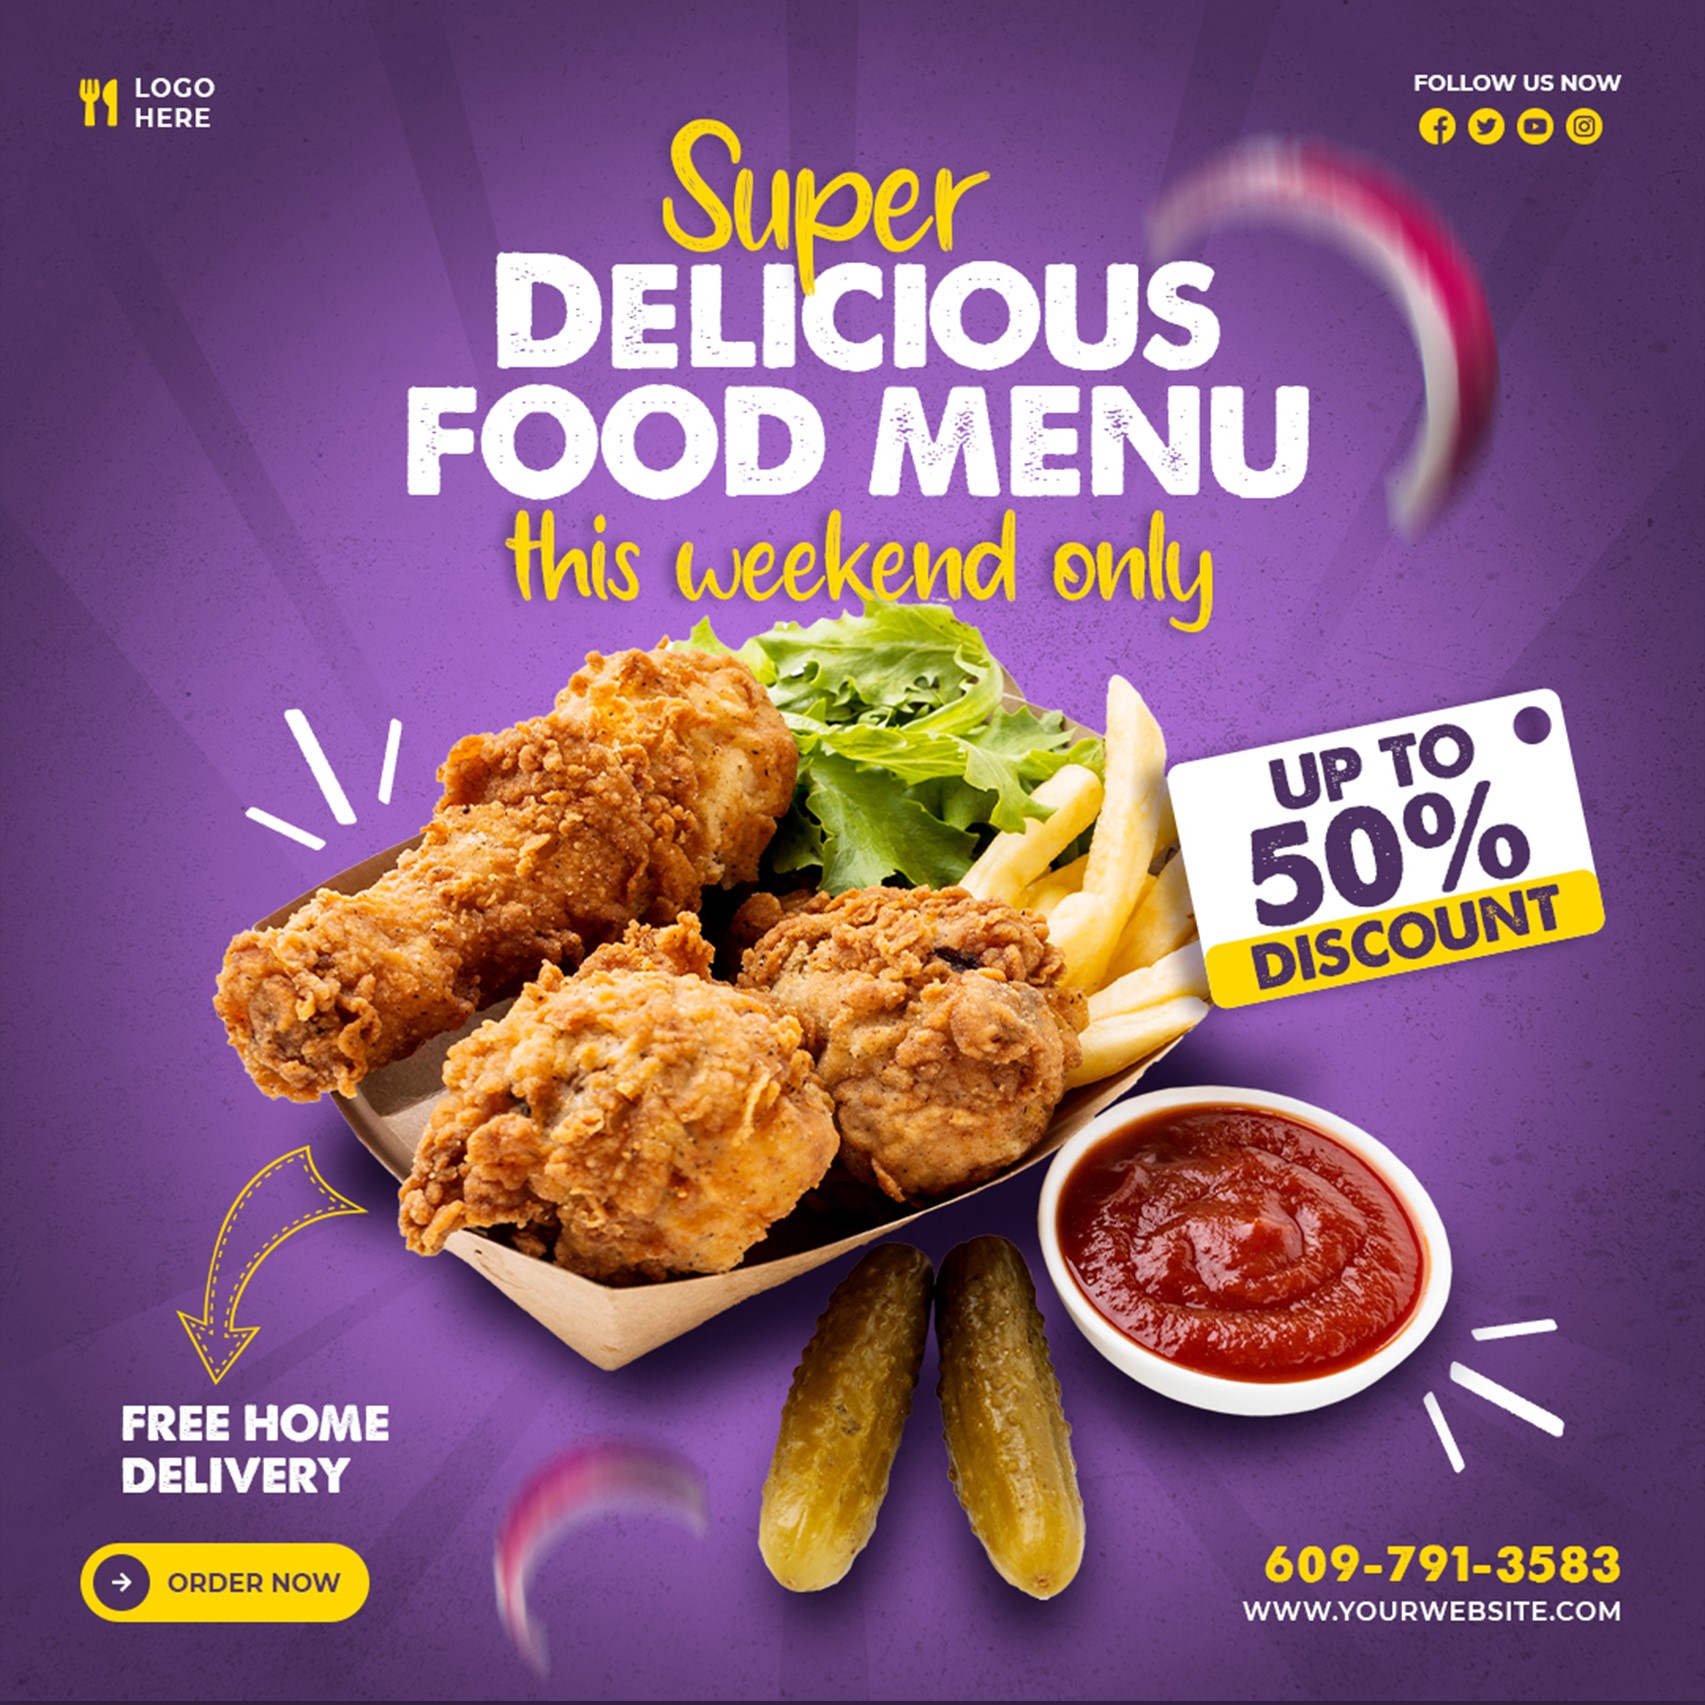 LOGO
HERE
FOLLOW US NOW
Super
DELICIOUS
FOOD MENU
this weekend only
UP TO
50%
DISCOUNT
FREE HOME
DELIVERY
ORDER NOW
609-791-3583
WWW.YOURWEBSITE.COM